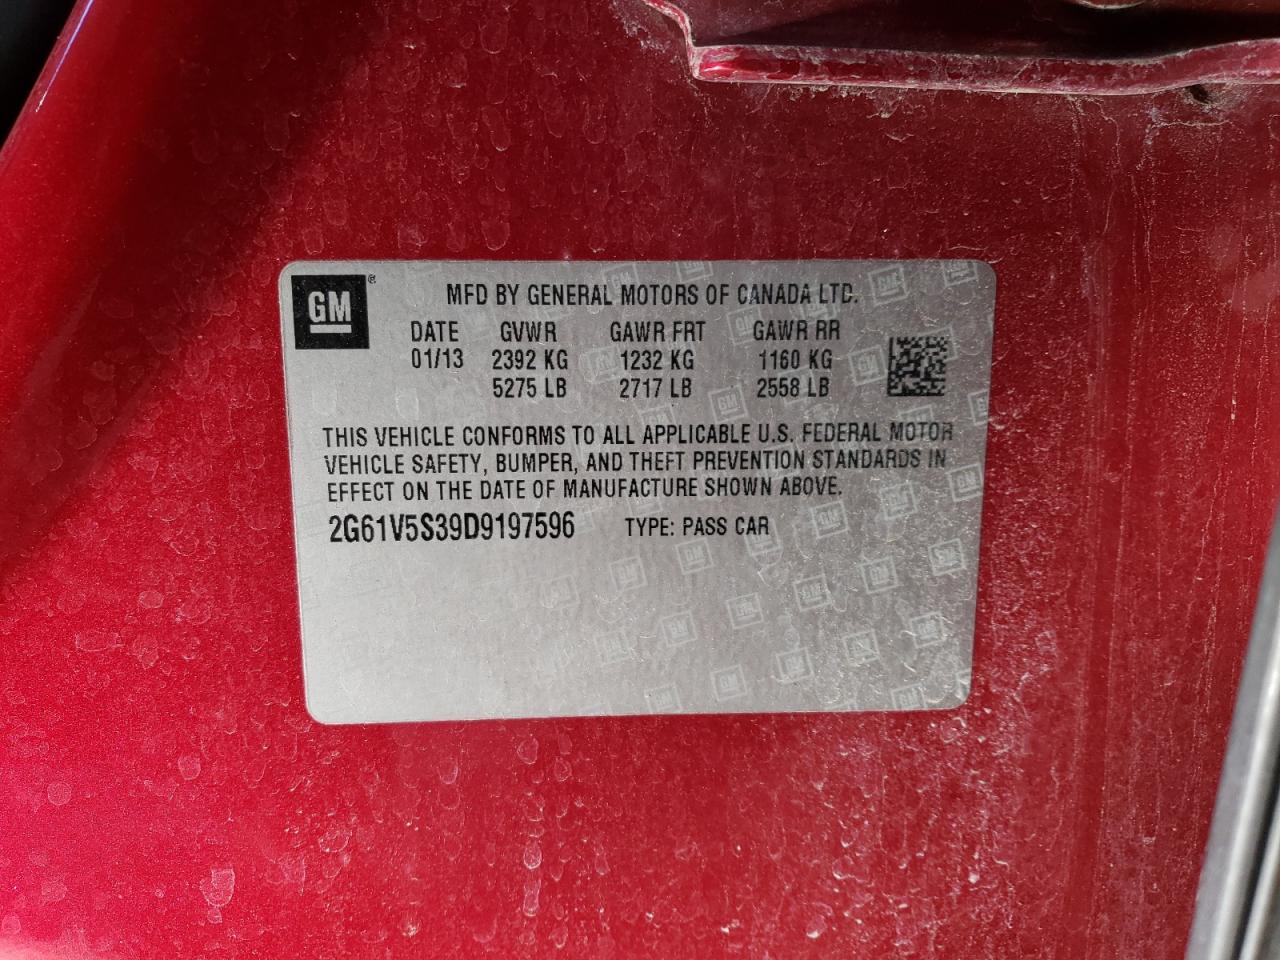 GM ®
MFD BY GENERAL MOTORS OF CANADA LTD.
DATE GVWR GAWR FRT GAWR RR
01/13 2392 KG 1232 KG 1160 KG
5275 LB 2717 LB 2558 LB
THIS VEHICLE CONFORMS TO ALL APPLICABLE U.S. FEDERAL MOTOR
VEHICLE SAFETY, BUMPER, AND THEFT PREVENTION STANDARDS IN
EFFECT ON THE DATE OF MANUFACTURE SHOWN ABOVE.
2G61V5S39D9197596 TYPE: PASS CAR